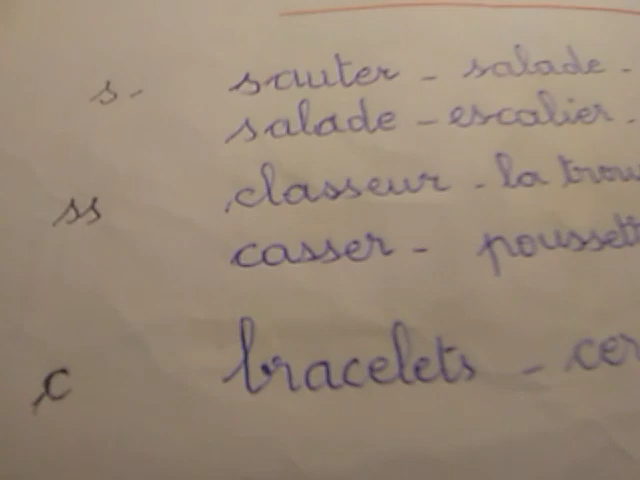 s - sauter - salade -
salade - escalier -
ss classeur - la
casser -
c bracelets -